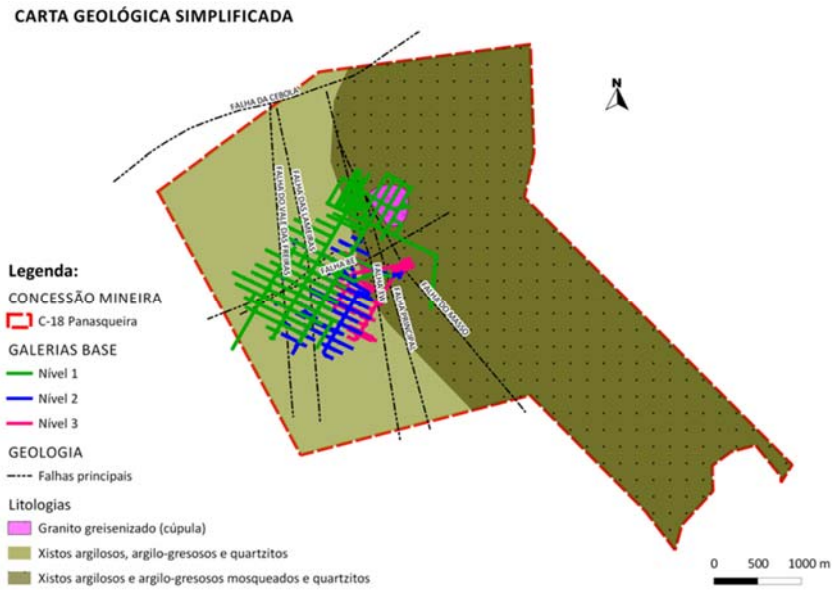 CARTA GEOLÓGICA SIMPLIFICADA
N
FALHA DA CEBOLA
FALHA DO VALE DAS FREIRAS
FALHA DAS LAMEIRAS
FALHA 8E
FALHA 3W
FALHA PRINCIPAL
FALHA DO MASSO
Legenda:
CONCESSÃO MINEIRA
C-18 Panasqueira
GALERIAS BASE
Nível 1
Nível 2
Nível 3
GEOLOGIA
Falhas principais
Litologias
Granito greisenizado (cúpula)
Xistos argilosos, argilo-gresosos e quartzitos
Xistos argilosos e argilo-gresosos mosqueados e quartzitos
0 500 1000 m